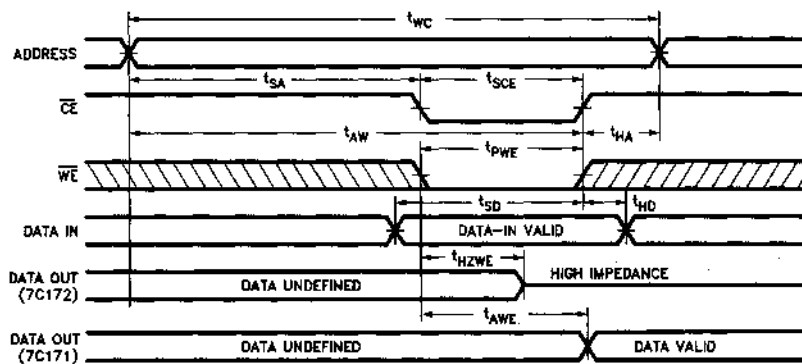 tWC
ADDRESS
tSA
tSCE
CE
tAW
tHA
tPWE
WE
tSD
tHD
DATA IN
DATA-IN VALID
tHZWE
DATA OUT
(7C172)
DATA UNDEFINED
HIGH IMPEDANCE
tAWE
DATA OUT
(7C171)
DATA UNDEFINED
DATA VALID